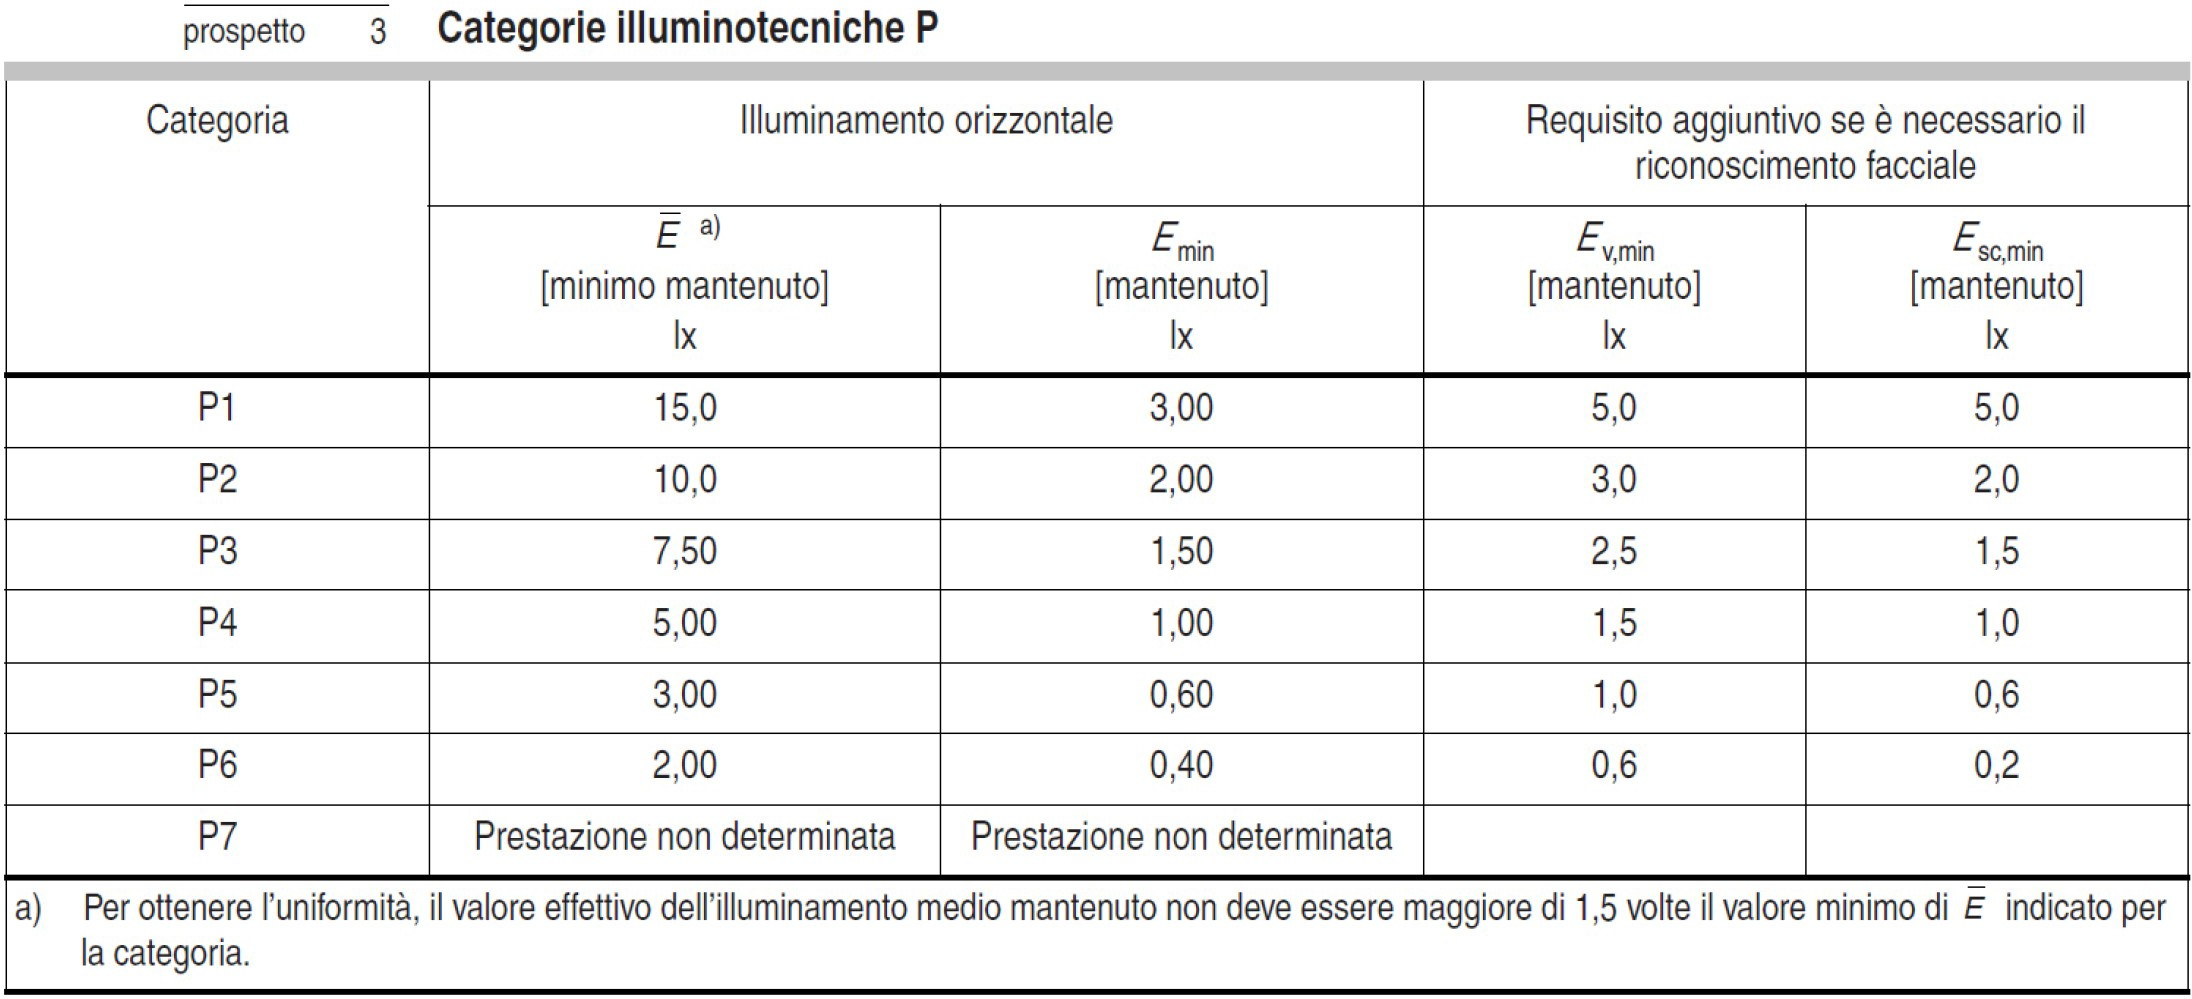 prospetto 3 Categorie illuminotecniche P
Categoria Illuminamento orizzontale Requisito aggiuntivo se è necessario il
riconoscimento facciale
E̅ a) E min E v,min E sc,min
[minimo mantenuto] [mantenuto] [mantenuto] [mantenuto]
lx lx lx lx
P1 15,0 3,00 5,0 5,0
P2 10,0 2,00 3,0 2,0
P3 7,50 1,50 2,5 1,5
P4 5,00 1,00 1,5 1,0
P5 3,00 0,60 1,0 0,6
P6 2,00 0,40 0,6 0,2
P7 Prestazione non determinata Prestazione non determinata
a) Per ottenere l'uniformità, il valore effettivo dell'illuminamento medio mantenuto non deve essere maggiore di 1,5 volte il valore minimo di E̅ indicato per
la categoria.